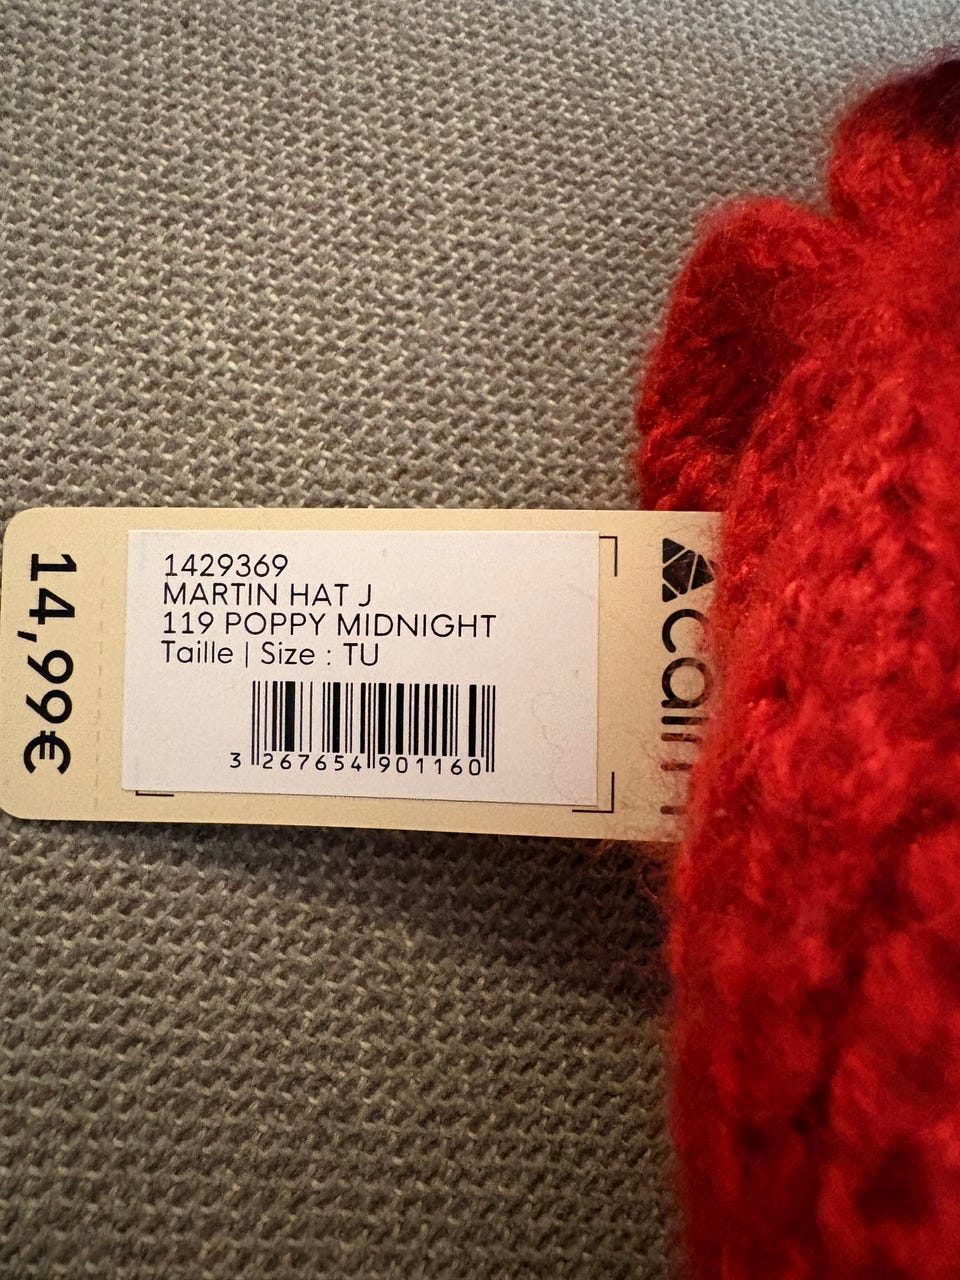 14,99€
1429369
MARTIN HAT J
119 POPPY MIDNIGHT
Taille | Size : TU
3 267654 901160